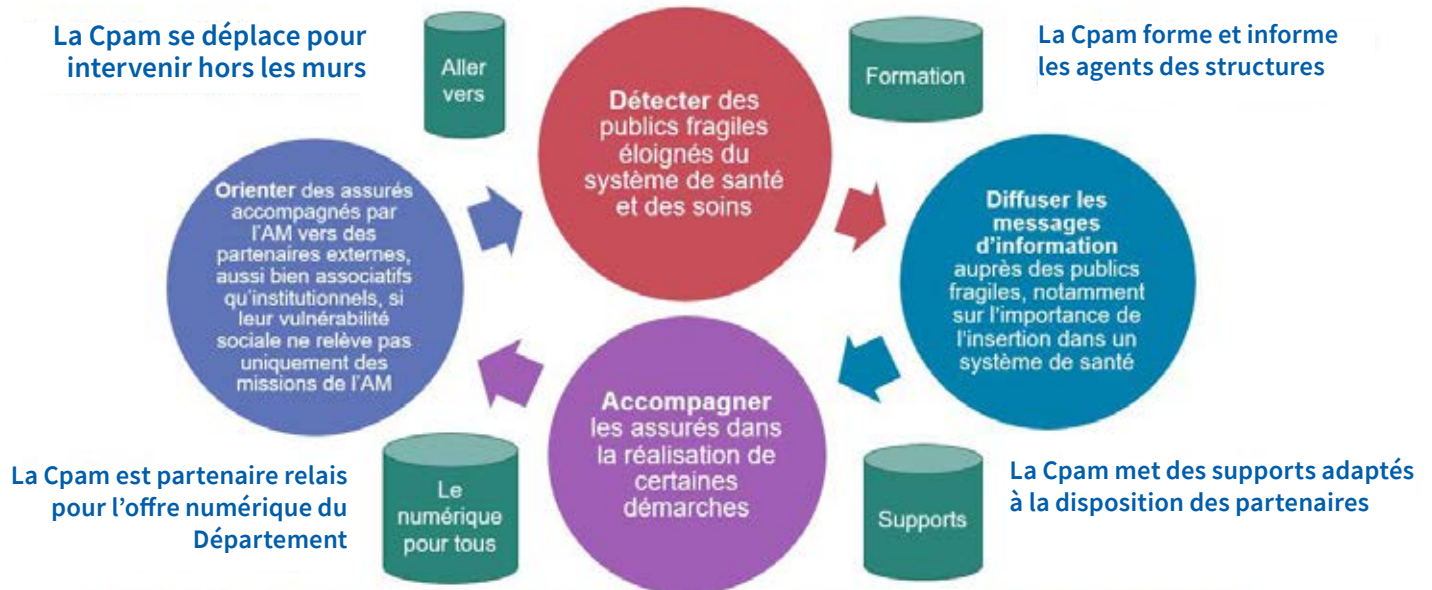 La Cpam se déplace pour
intervenir hors les murs
Aller
vers
Détecter des
publics fragiles
éloignés du
système de santé
et des soins
Formation
La Cpam forme et informe
les agents des structures
Orienter des assurés
accompagnés par
l'AM vers des
partenaires externes,
aussi bien associatifs
qu'institutionnels, si
leur vulnérabilité
sociale ne relève pas
uniquement des
missions de l'AM
Diffuser les
messages
d'information
auprès des publics
fragiles, notamment
sur l'importance de
l'insertion dans un
système de santé
Accompagner
les assurés dans
la réalisation de
certaines
démarches
La Cpam est partenaire relais
pour l'offre numérique du
Département
Le
numérique
pour tous
Supports
La Cpam met des supports adaptés
à la disposition des partenaires